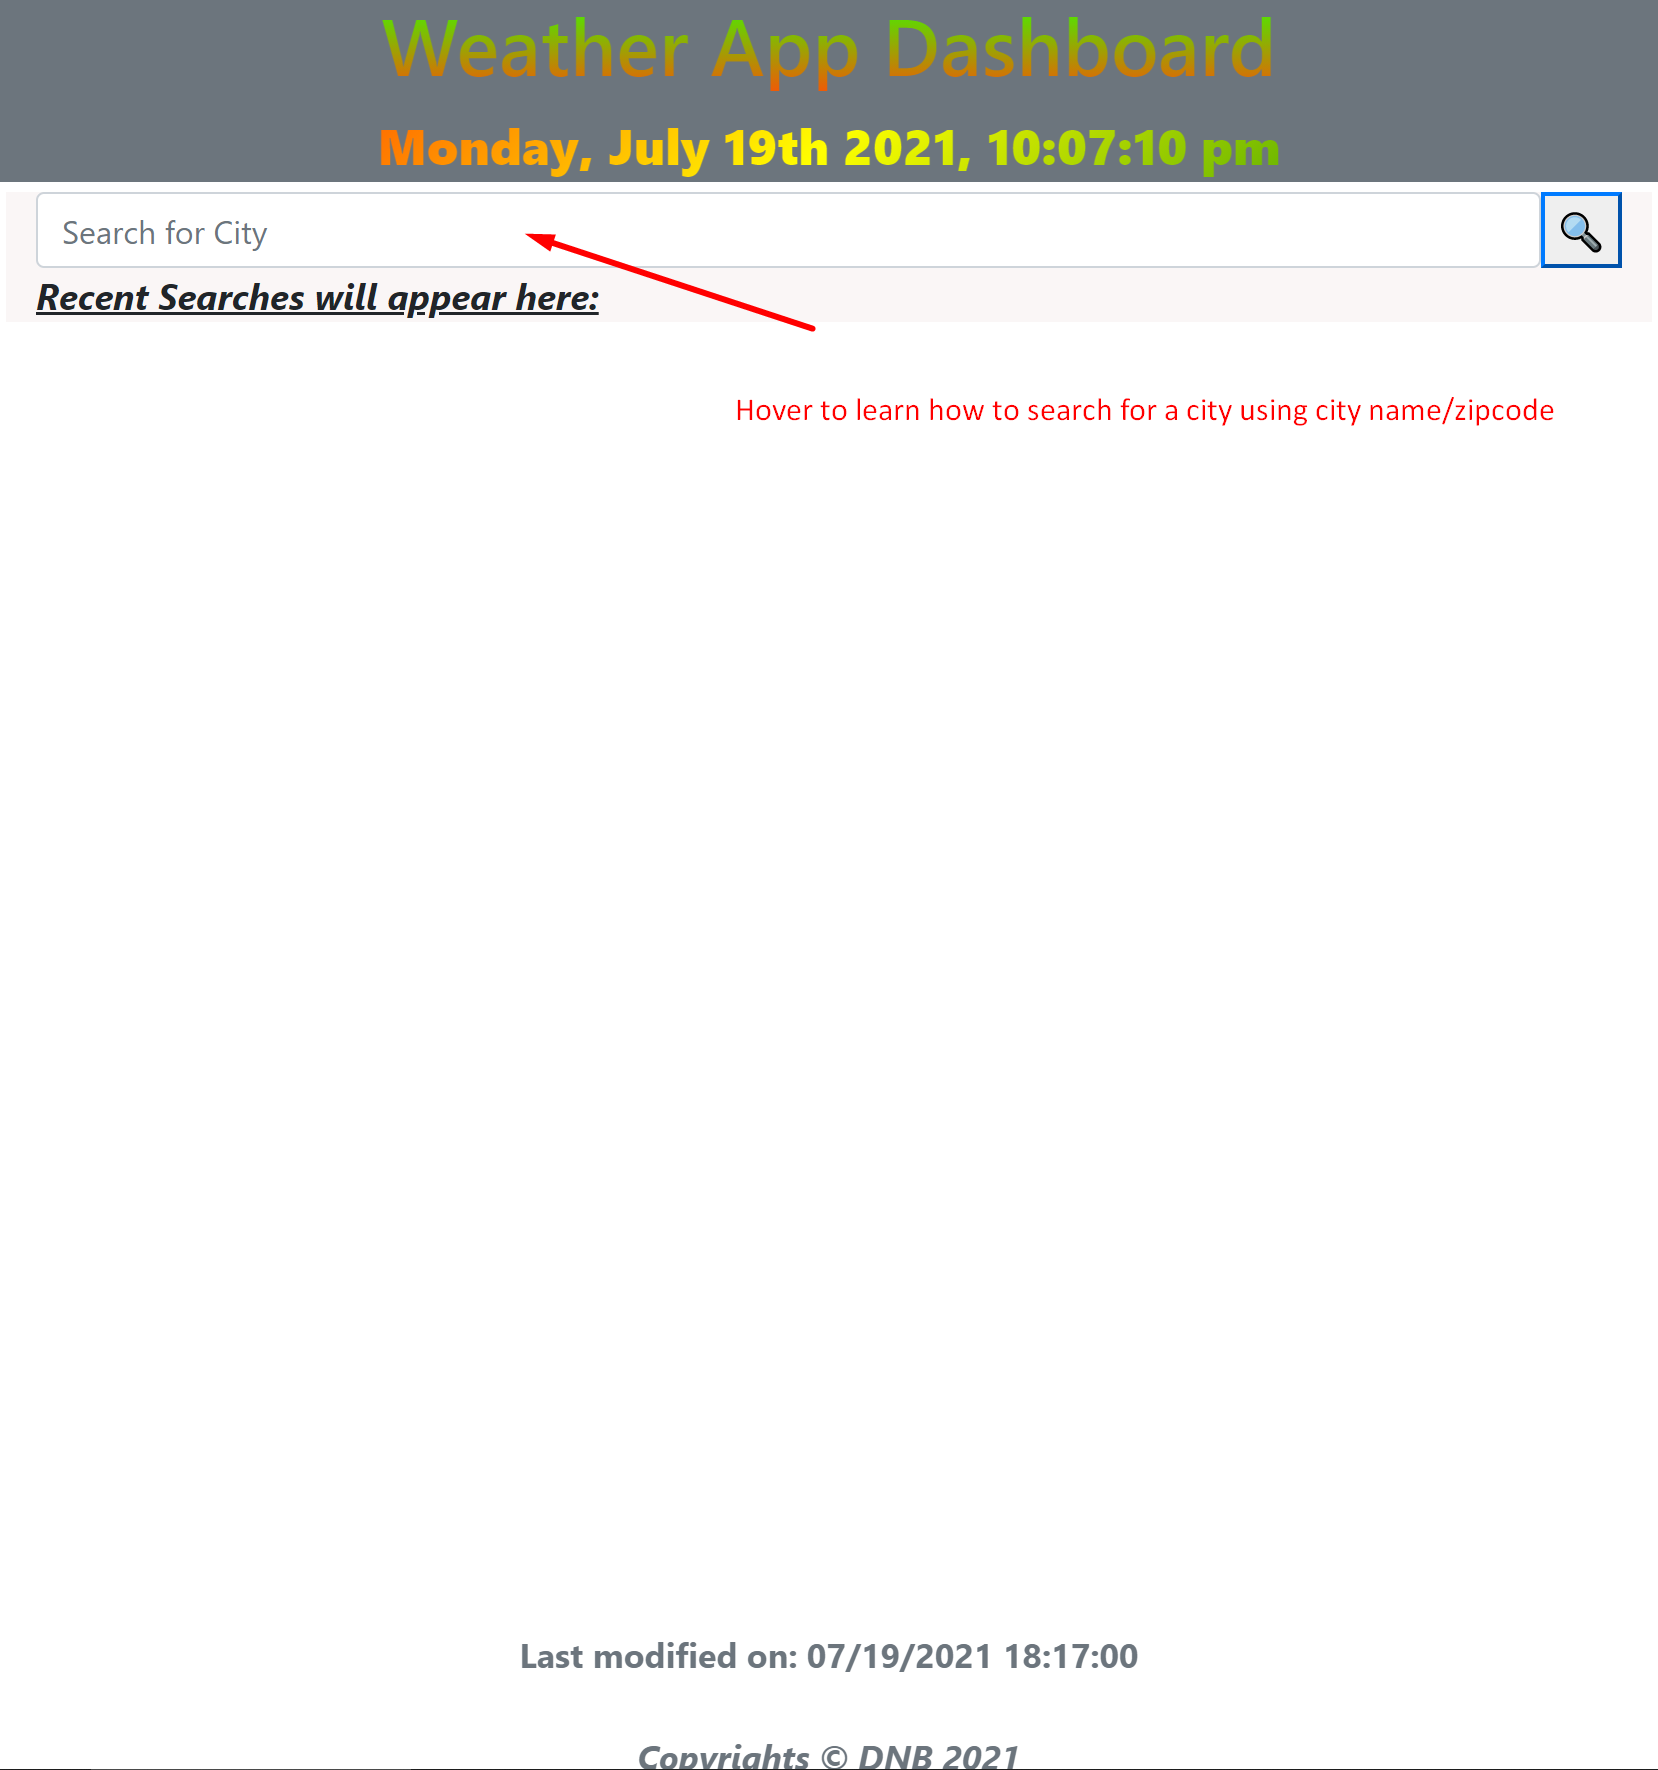 Weather App Dashboard
Monday, July 19th 2021, 10:07:10 pm
Search for City
Recent Searches will appear here:
Hover to learn how to search for a city using city name/zipcode
Last modified on: 07/19/2021 18:17:00
Copyrights © DNB 2021